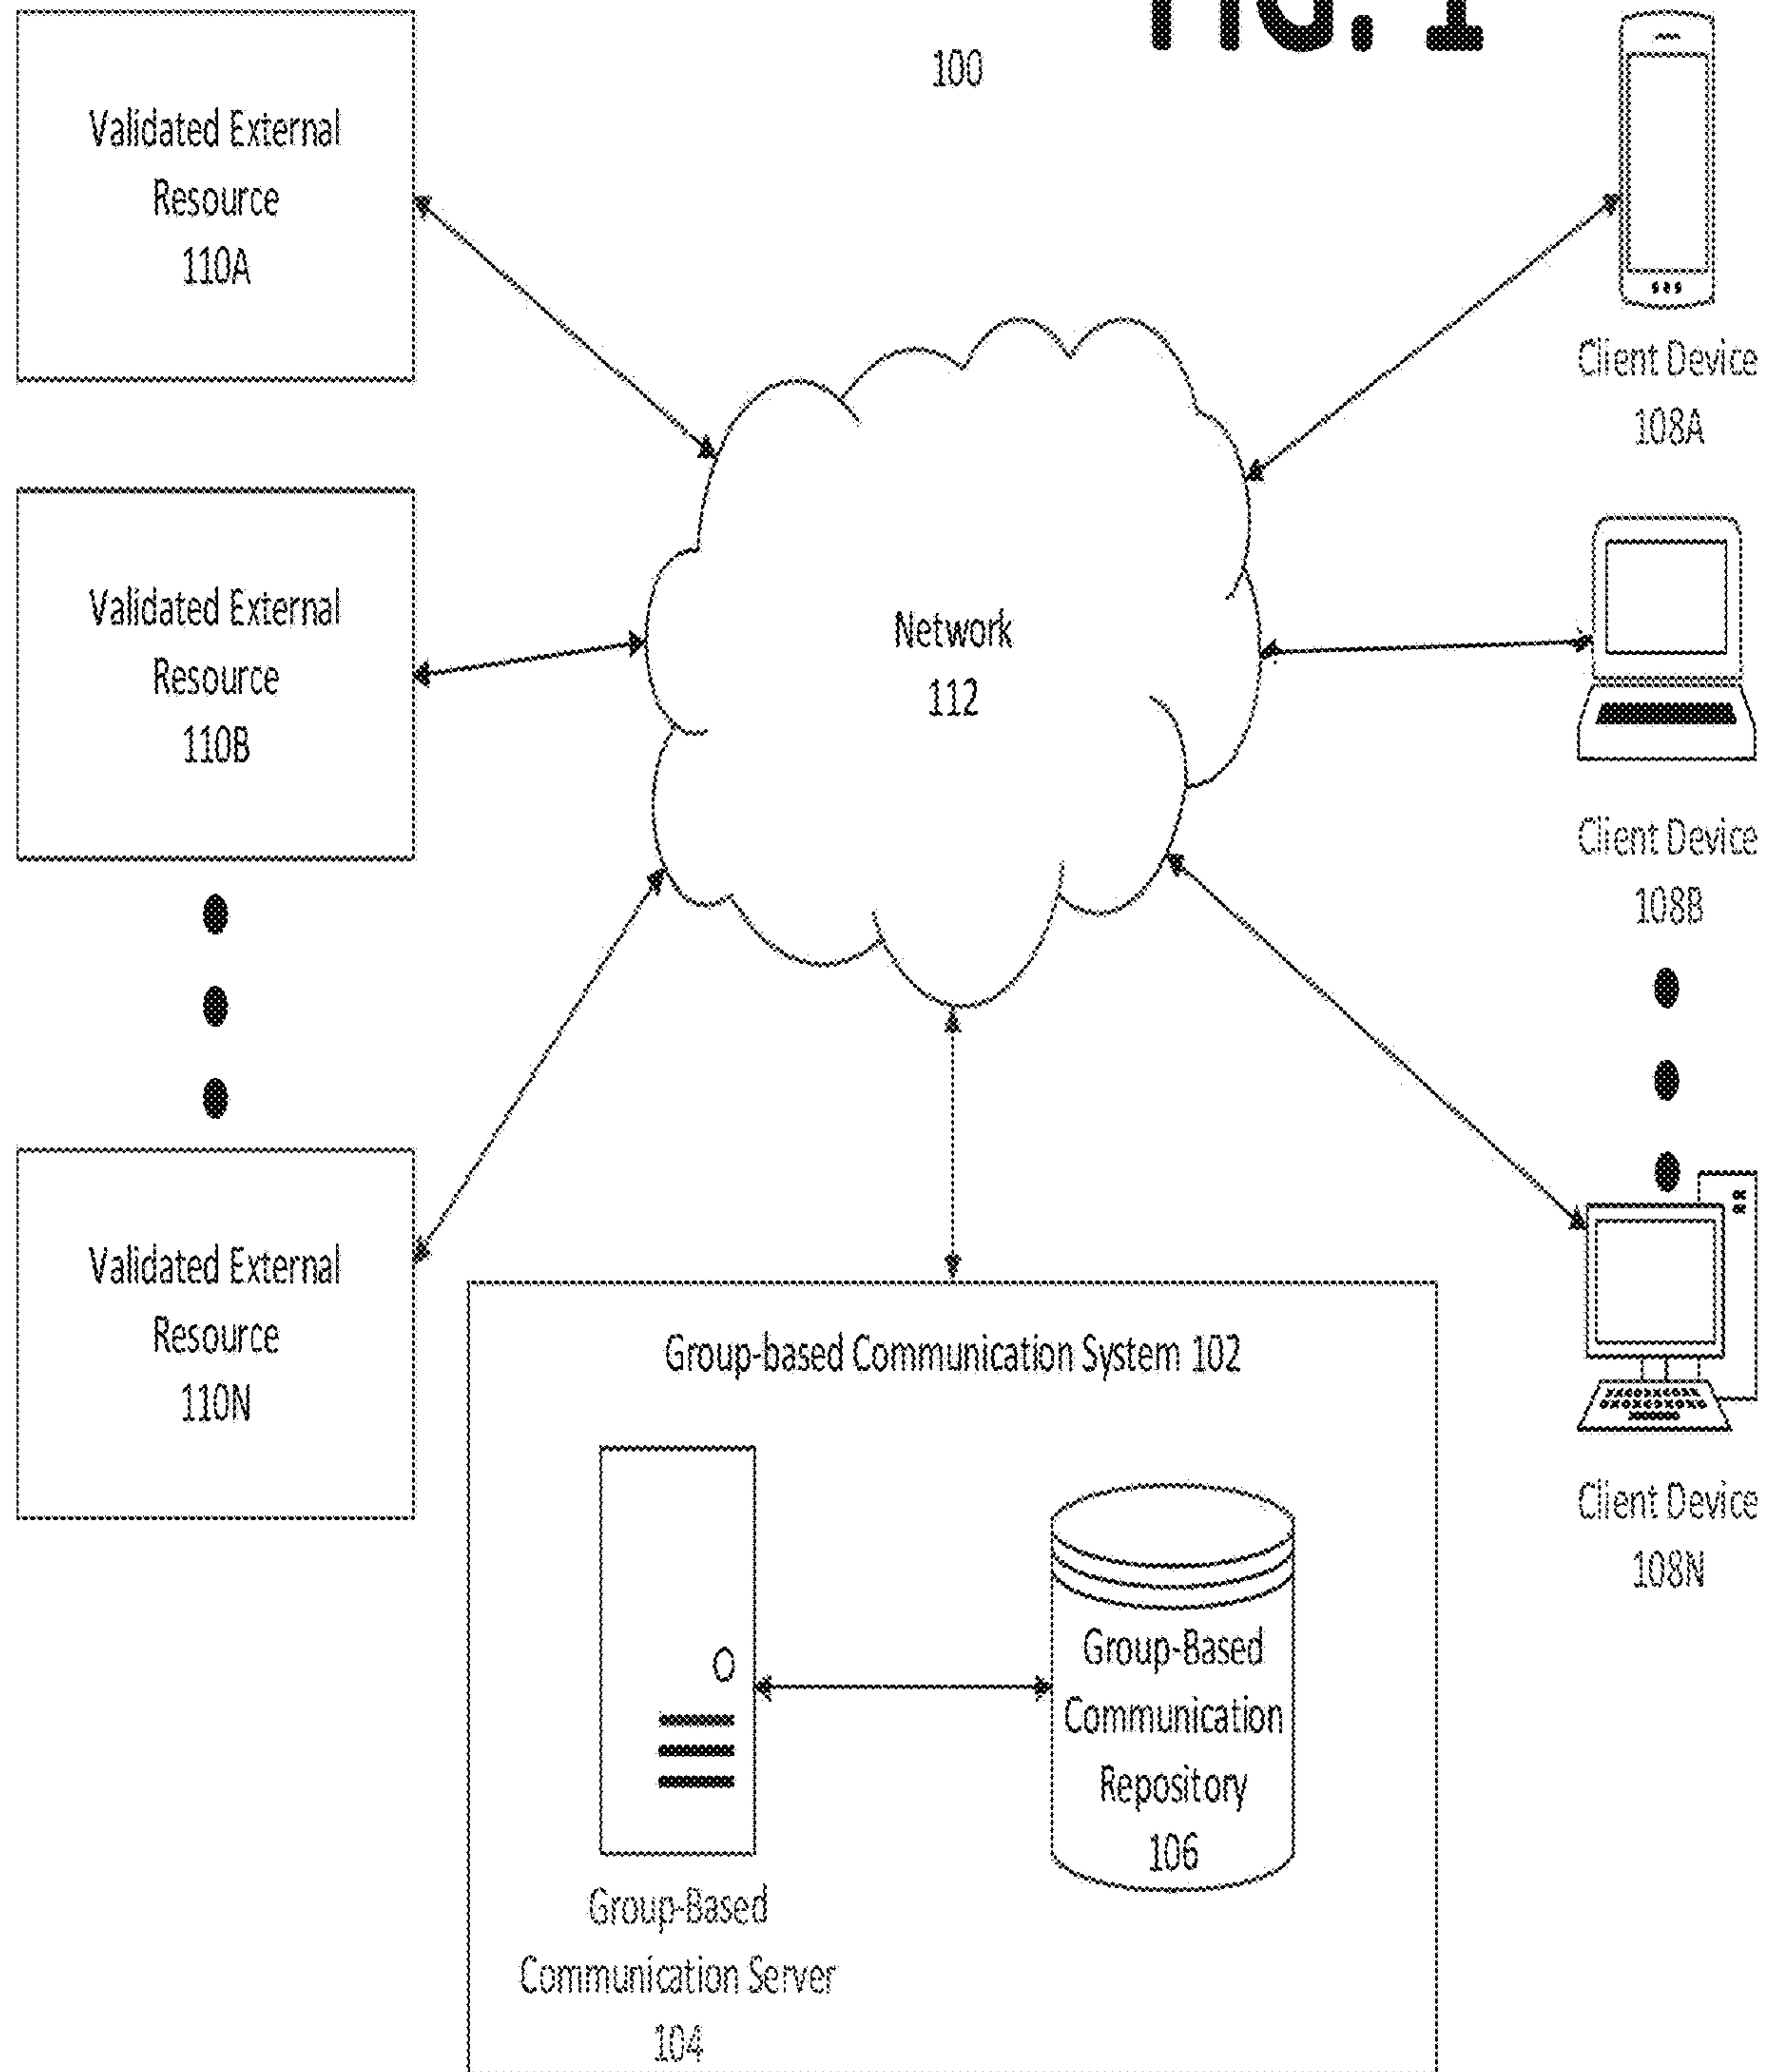 FIG. 1
100
Validated External
Resource
110A
Client Device
108A
Validated External
Resource
110B
Network
112
Client Device
108B
Validated External
Resource
110N
Group-based Communication System 102
Client Device
108N
Group-Based
Communication
Repository
106
Group-Based
Communication Server
104